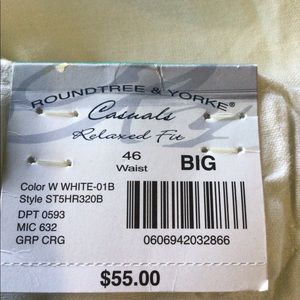 ROUNDTREE & YORKE®
Casuals
Relaxed Fit
46
Waist
BIG
Color W WHITE-01B
Style ST5HR320B
DPT 0593
MIC 632
GRP CRG
0606942032866
$55.00